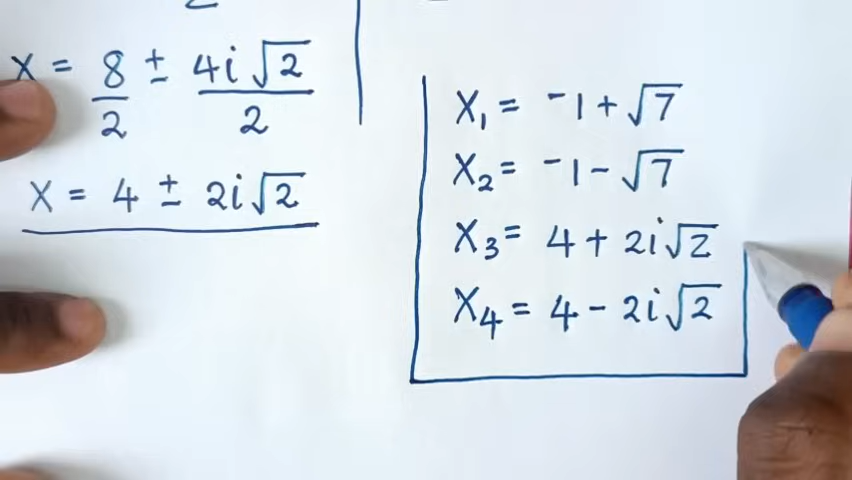 x = 8/2 ± 4i√2/2
x = 4 ± 2i√2
x₁ = -1 + √7
x₂ = -1 - √7
x₃ = 4 + 2i√2
x₄ = 4 - 2i√2